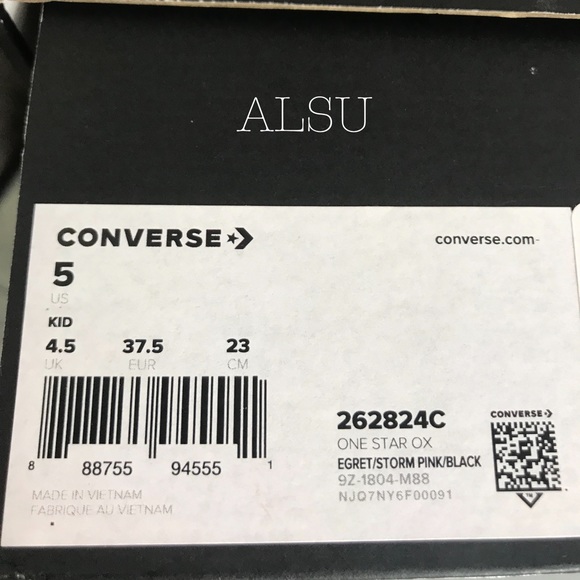 ALSU
CONVERSE
converse.com
5
US
KID
4.5 37.5 23
UK EUR CM
8 88755 94555 1
262824C
CONVERSE
ONE STAR OX
EGRET/STORM PINK/BLACK
9Z-1804-M88
NJQ7NY6F00091
MADE IN VIETNAM
FABRIQUE AU VIETNAM